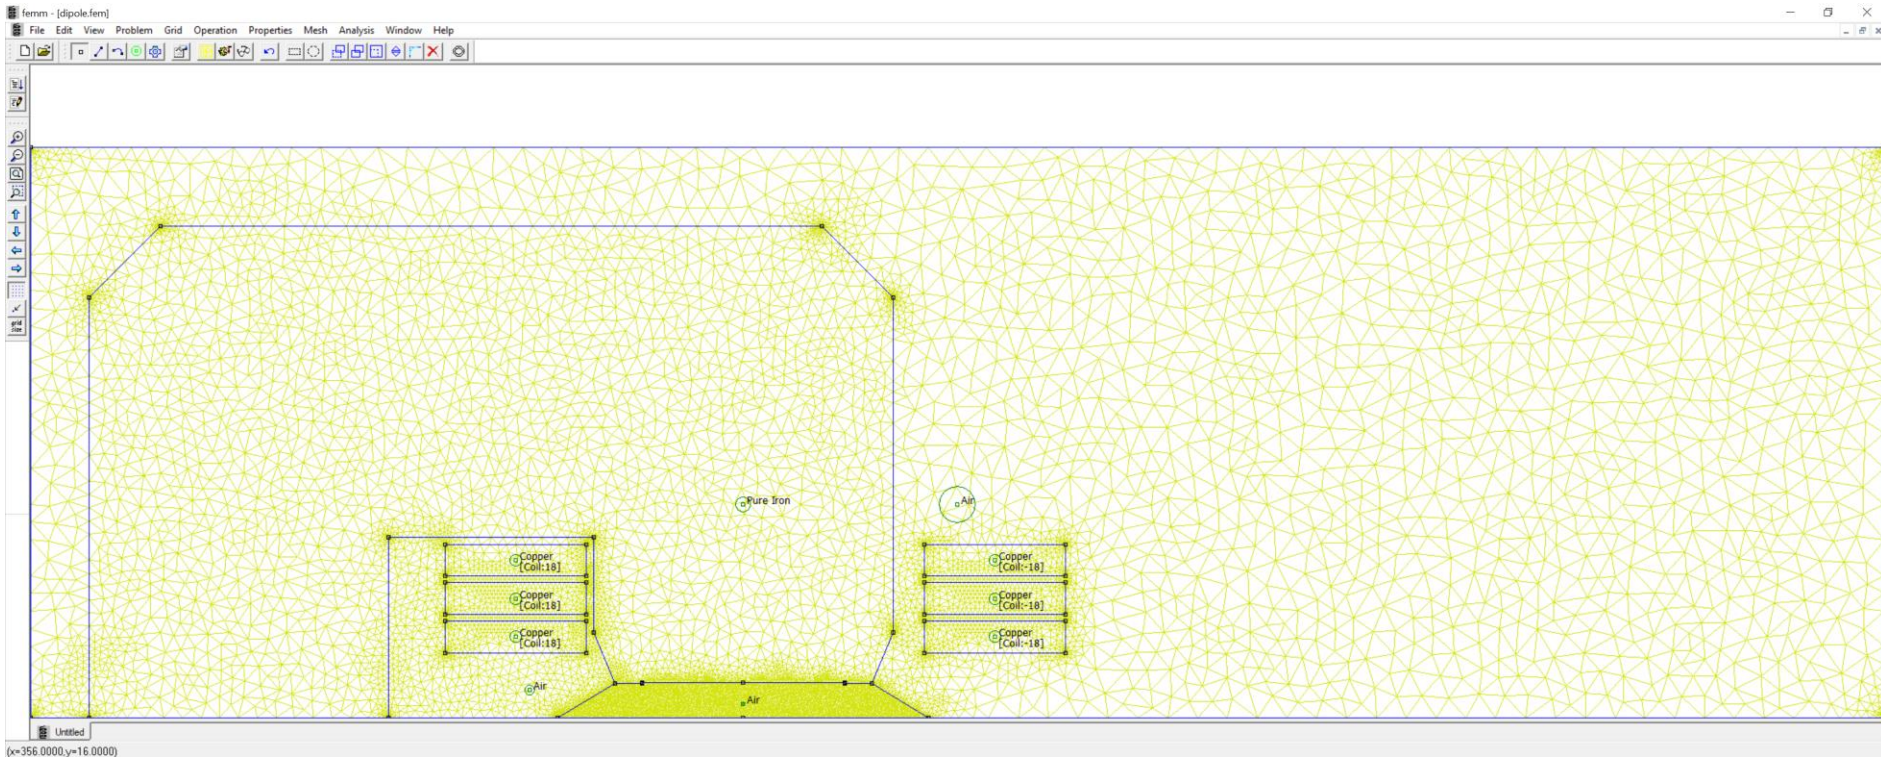 femm - [dipole.fem]
File Edit View Problem Grid Operation Properties Mesh Analysis Window Help
grid
size
Pure Iron
Air
Copper
[Coil:18]
Copper
[Coil:-18]
Copper
[Coil:18]
Copper
[Coil:-18]
Copper
[Coil:18]
Copper
[Coil:-18]
Air
Air
Untitled
(x=356.0000,y=16.0000)